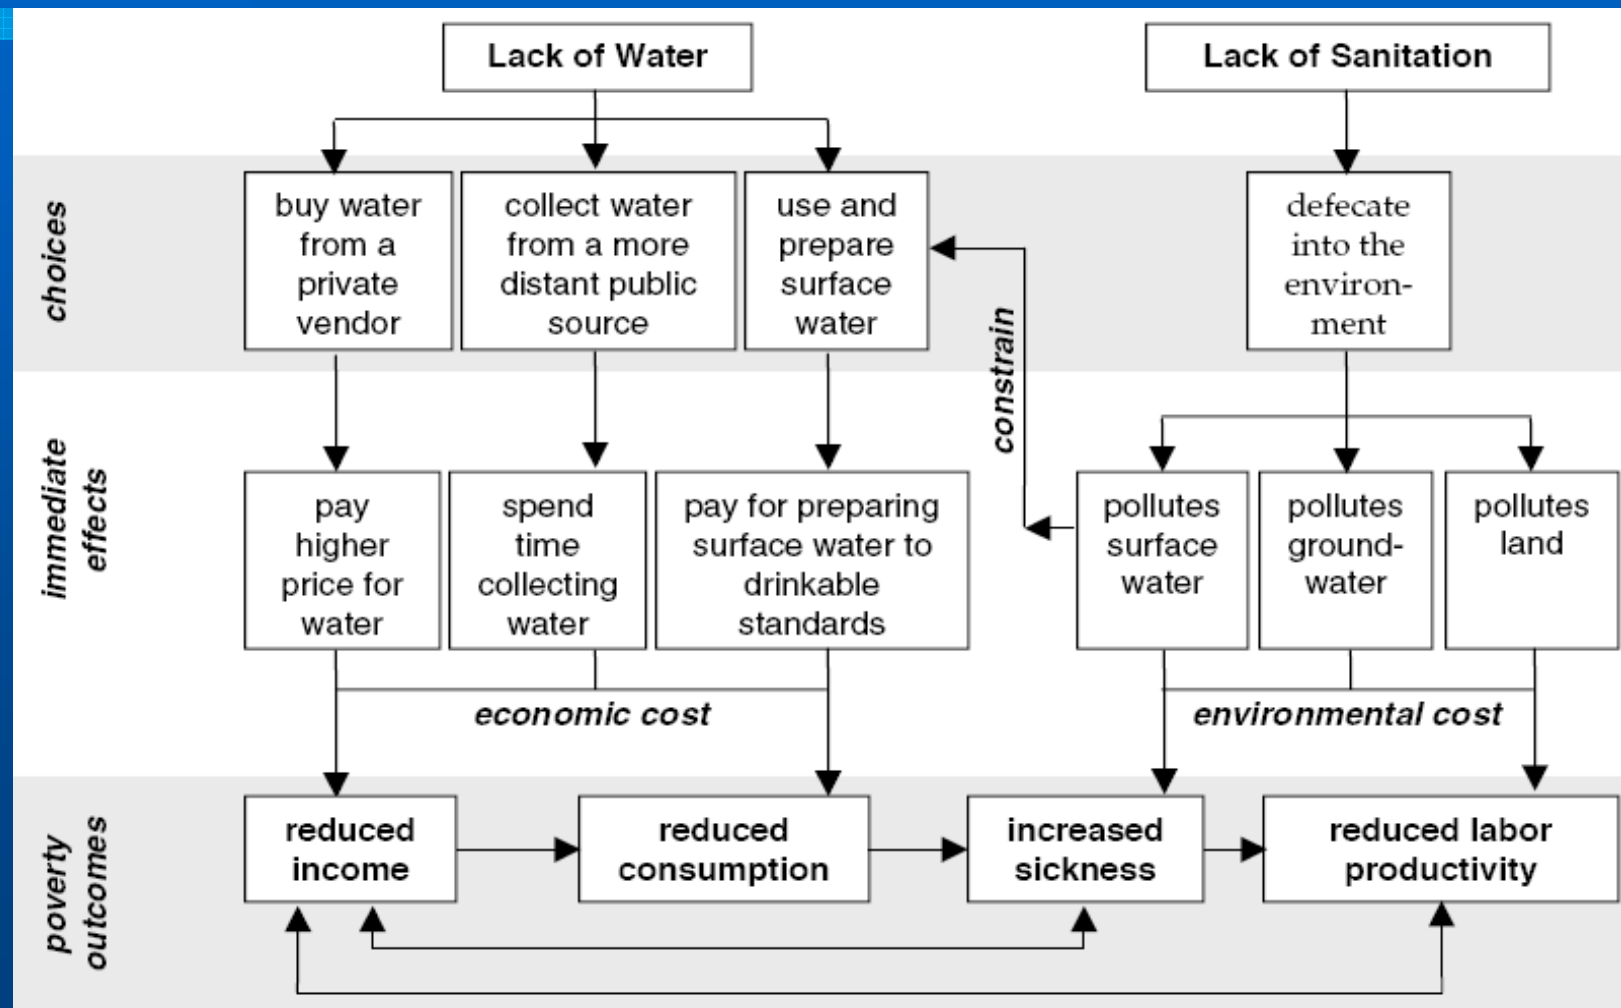 Lack of Water
Lack of Sanitation
choices
buy water
from a
private
vendor
collect water
from a more
distant public
source
use and
prepare
surface
water
defecate
into the
environ-
ment
constrain
immediate
effects
pay
higher
price for
water
spend
time
collecting
water
pay for preparing
surface water to
drinkable
standards
pollutes
surface
water
pollutes
ground-
water
pollutes
land
economic cost
environmental cost
poverty
outcomes
reduced
income
reduced
consumption
increased
sickness
reduced labor
productivity